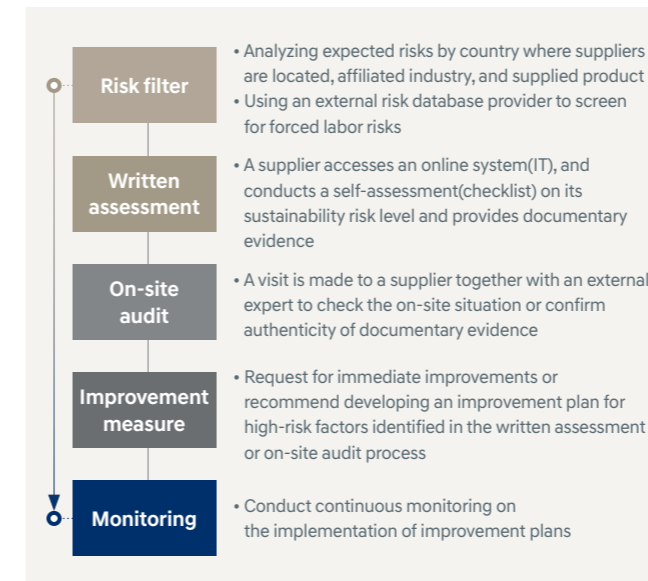 Risk filter
• Analyzing expected risks by country where suppliers
are located, affiliated industry, and supplied product
• Using an external risk database provider to screen
for forced labor risks
Written
assessment
• A supplier accesses an online system(IT), and
conducts a self-assessment(checklist) on its
sustainability risk level and provides documentary
evidence
On-site
audit
• A visit is made to a supplier together with an external
expert to check the on-site situation or confirm
authenticity of documentary evidence
Improvement
measure
• Request for immediate improvements or
recommend developing an improvement plan for
high-risk factors identified in the written assessment
or on-site audit process
Monitoring
• Conduct continuous monitoring on
the implementation of improvement plans